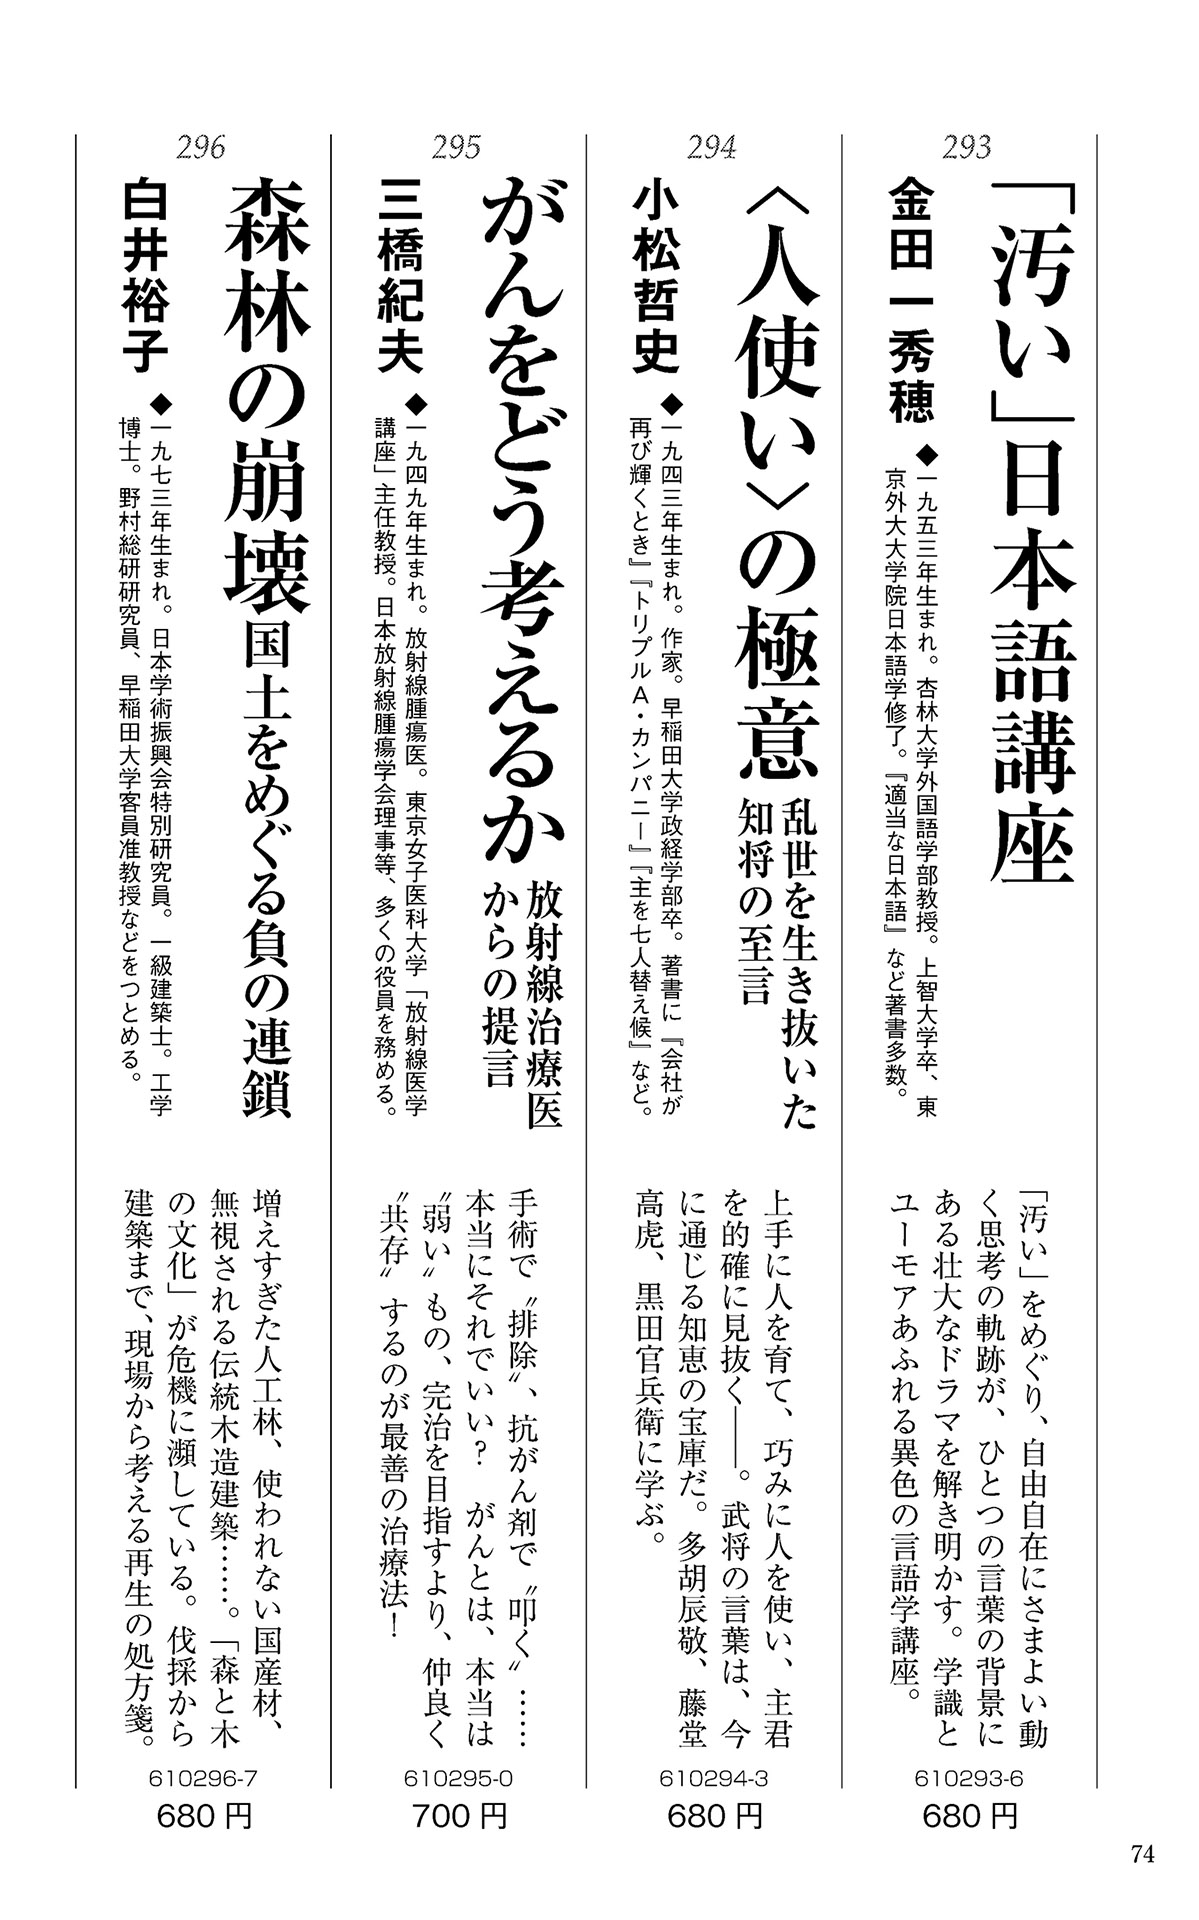 293
「汚い」日本語講座
金田一秀穂
◆一九五三年生まれ。杏林大学外国語学部教授。上智大学卒、東
京外大大学院日本語学修了。『適当な日本語』など著書多数。
「汚い」をめぐり、自由自在にさまよい動
く思考の軌跡が、ひとつの言葉の背景に
ある壮大なドラマを解き明かす。学識と
ユーモアあふれる異色の言語学講座。
610293-6
680円
294
〈人使い〉の極意
乱世を生き抜いた
知将の至言
小松哲史
◆一九四三年生まれ。作家。早稲田大学政経学部卒。著書に『会社が
再び輝くとき』『トリプルA・カンパニー』『主を七人替え候』など。
上手に人を育て、巧みに人を使い、主君
を的確に見抜く――。武将の言葉は、今
に通じる知恵の宝庫だ。多胡辰敬、藤堂
高虎、黒田官兵衛に学ぶ。
610294-3
680円
295
がんをどう考えるか
放射線治療医
からの提言
三橋紀夫
◆一九四九年生まれ。放射線腫瘍医。東京女子医科大学「放射線医学
講座」主任教授。日本放射線腫瘍学会理事等、多くの役員を務める。
手術で〝排除〟、抗がん剤で〝叩く〟……
本当にそれでいい？　がんとは、本当は
〝弱い〟もの、完治を目指すより、仲良く
〝共存〟するのが最善の治療法！
610295-0
700円
296
森林の崩壊
国土をめぐる負の連鎖
白井裕子
◆一九七三年生まれ。日本学術振興会特別研究員。一級建築士。工学
博士。野村総研研究員、早稲田大学客員准教授などをつとめる。
増えすぎた人工林、使われない国産材、
無視される伝統木造建築……。「森と木
の文化」が危機に瀕している。伐採から
建築まで、現場から考える再生の処方箋。
610296-7
680円
74